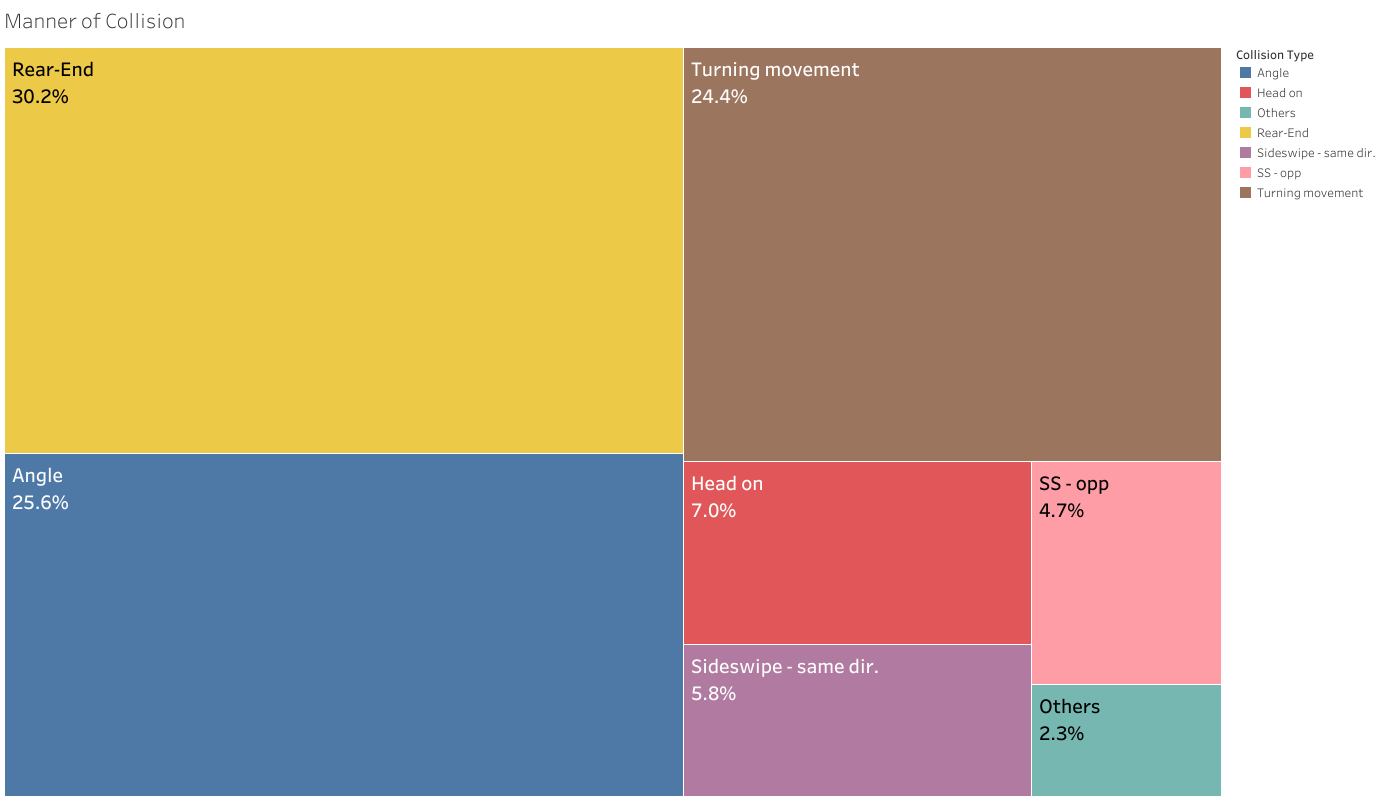 Manner of Collision
Rear-End
30.2%
Turning movement
24.4%
Angle
25.6%
Head on
7.0%
SS - opp
4.7%
Sideswipe - same dir.
5.8%
Others
2.3%
Collision Type
Angle
Head on
Others
Rear-End
Sideswipe - same dir.
SS - opp
Turning movement